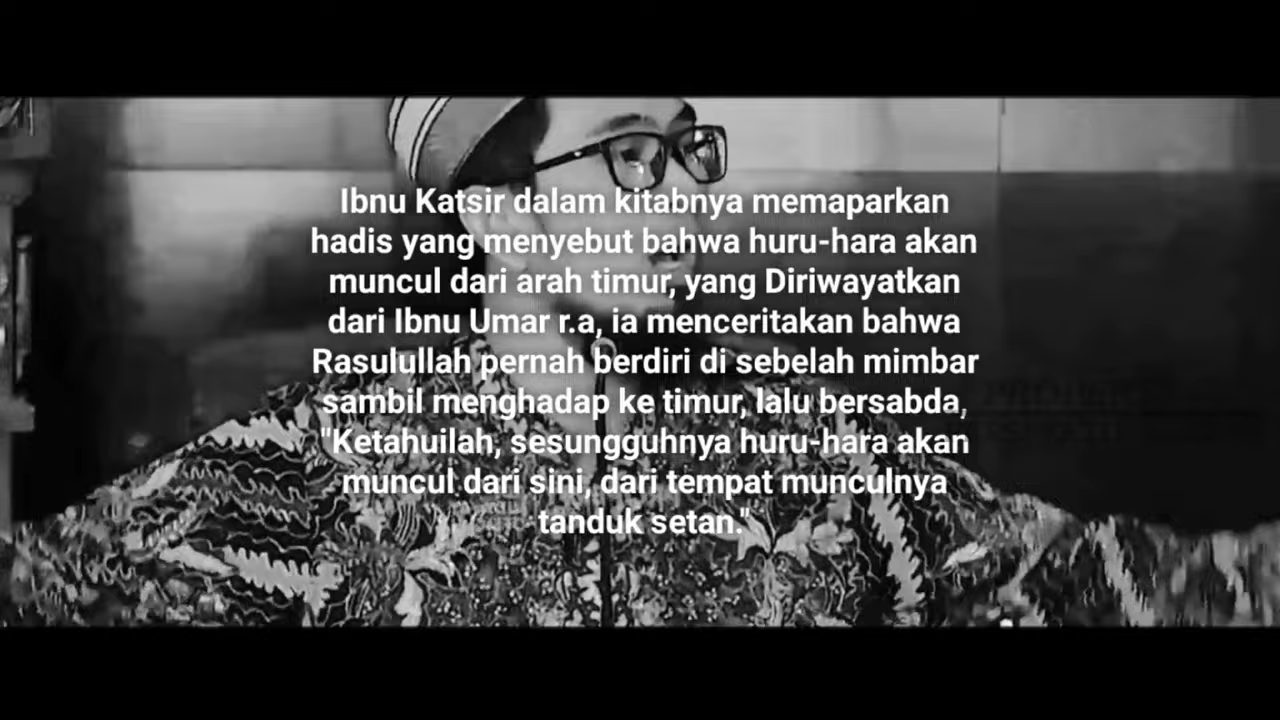 Ibnu Katsir dalam kitabnya memaparkan
hadis yang menyebut bahwa huru-hara akan
muncul dari arah timur, yang Diriwayatkan
dari Ibnu Umar r.a, ia menceritakan bahwa
Rasulullah pernah berdiri di sebelah mimbar
sambil menghadap ke timur, lalu bersabda,
"Ketahuilah, sesungguhnya huru-hara akan
muncul dari sini, dari tempat munculnya
tanduk setan."